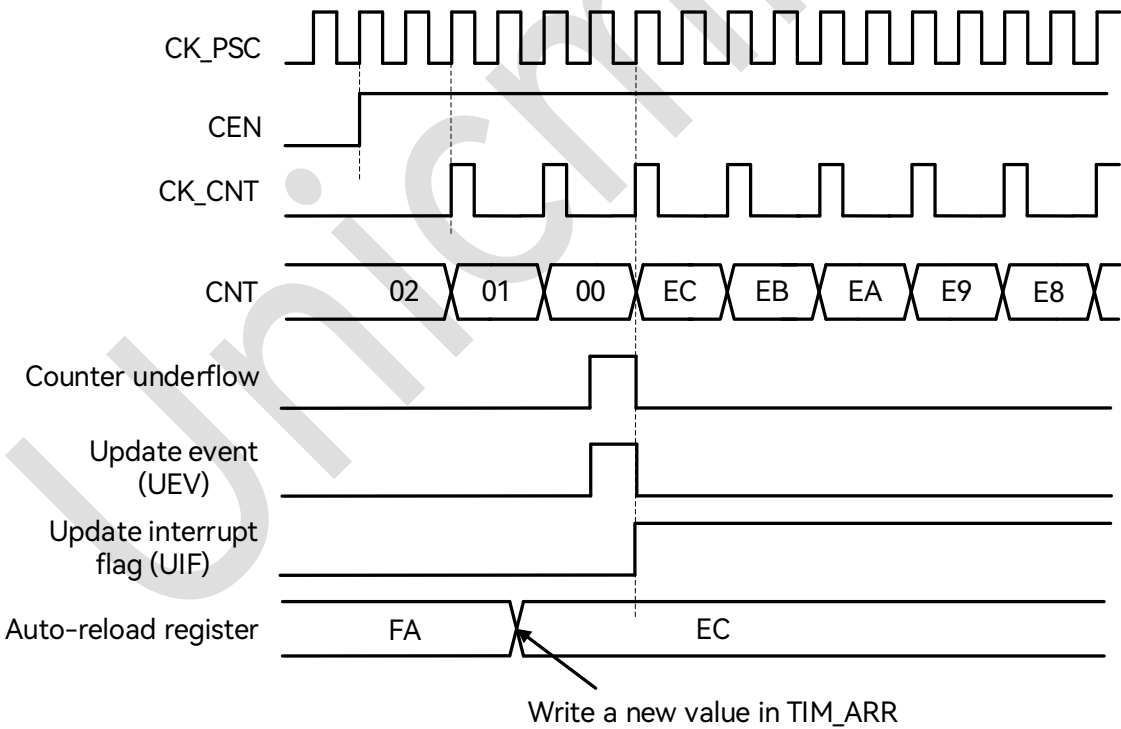 CK_PSC
CEN
CK_CNT
CNT 02 01 00 EC EB EA E9 E8
Counter underflow
Update event
(UEV)
Update interrupt
flag (UIF)
Auto-reload register FA EC
Write a new value in TIM_ARR